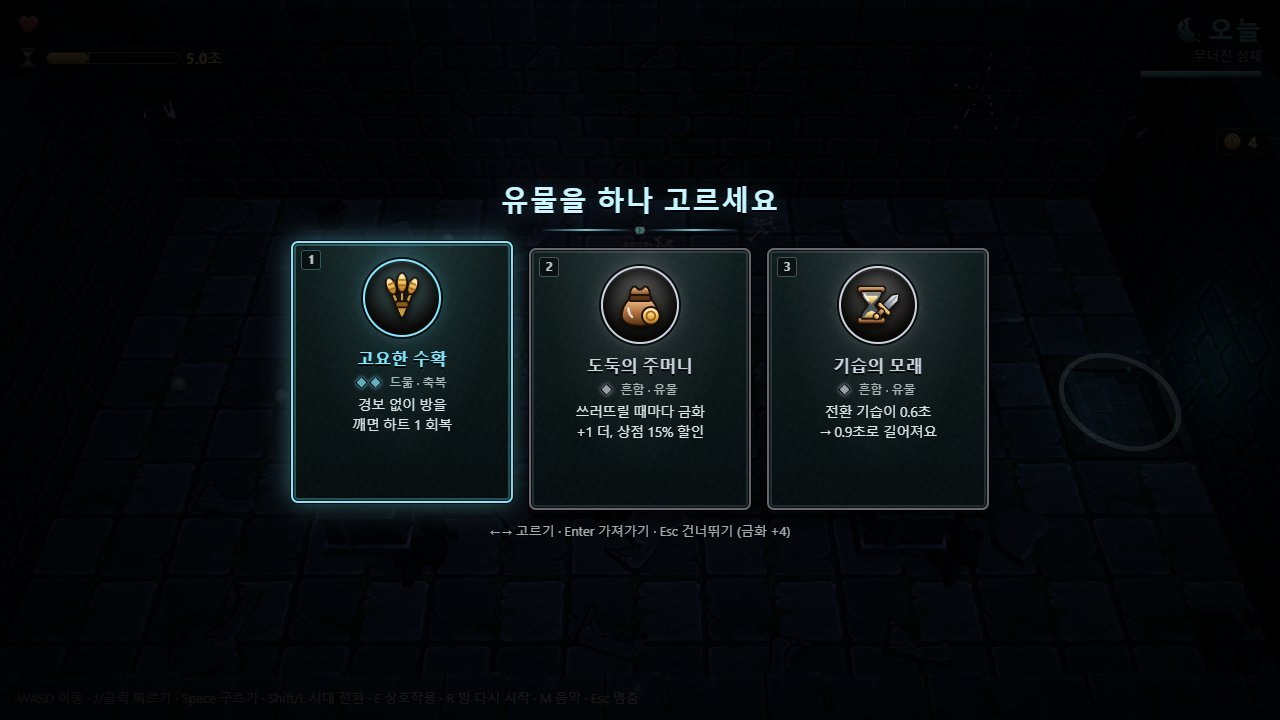 오늘
무너진 성채
5.0초
4
유물을 하나 고르세요
1
고요한 수확
드묾 · 축복
경보 없이 방을
깨면 하트 1 회복
2
도둑의 주머니
흔함 · 유물
쓰러뜨릴 때마다 금화
+1 더, 상점 15% 할인
3
기습의 모래
흔함 · 유물
전환 기습이 0.6초
→ 0.9초로 길어져요
←→ 고르기 · Enter 가져가기 · Esc 건너뛰기 (금화 +4)
WASD 이동 · J/클릭 찌르기 · Space 구르기 · Shift/L 시대 전환 · E 상호작용 · R 방 다시 시작 · M 음악 · Esc 멈춤